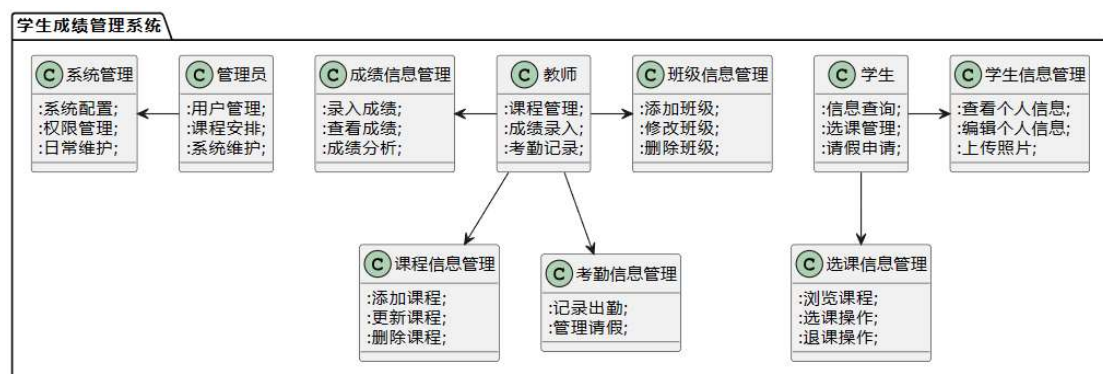 学生成绩管理系统
C 系统管理
:系统配置;
:权限管理;
:日常维护;
C 管理员
:用户管理;
:课程安排;
:系统维护;
C 成绩信息管理
:录入成绩;
:查看成绩;
:成绩分析;
C 教师
:课程管理;
:成绩录入;
:考勤记录;
C 班级信息管理
:添加班级;
:修改班级;
:删除班级;
C 学生
:信息查询;
:选课管理;
:请假申请;
C 学生信息管理
:查看个人信息;
:编辑个人信息;
:上传照片;
C 课程信息管理
:添加课程;
:更新课程;
:删除课程;
C 考勤信息管理
:记录出勤;
:管理请假;
C 选课信息管理
:浏览课程;
:选课操作;
:退课操作;